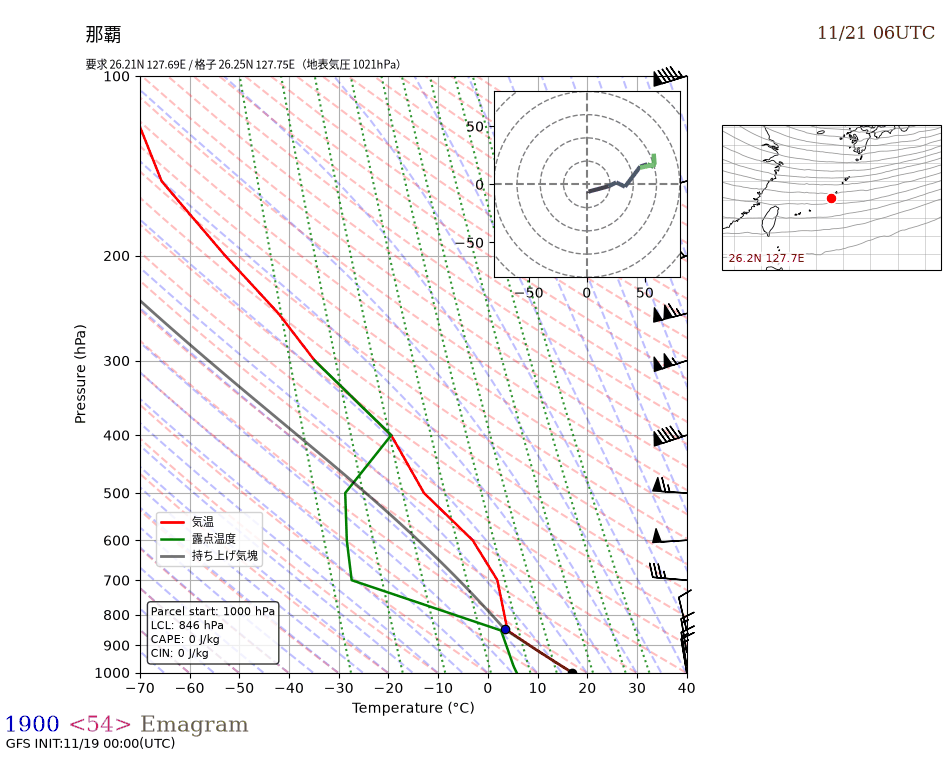 那覇
11/21 06UTC
要求 26.21N 127.69E / 格子 26.25N 127.75E（地表気圧 1021hPa）
100
200
300
400
500
600
700
800
900
1000
Pressure (hPa)
−70 −60 −50 −40 −30 −20 −10 0 10 20 30 40
Temperature (°C)
50
0
−50
−50 0 50
気温
露点温度
持ち上げ気塊
Parcel start: 1000 hPa
LCL: 846 hPa
CAPE: 0 J/kg
CIN: 0 J/kg
26.2N 127.7E
1900 <54> Emagram
GFS INIT:11/19 00:00(UTC)